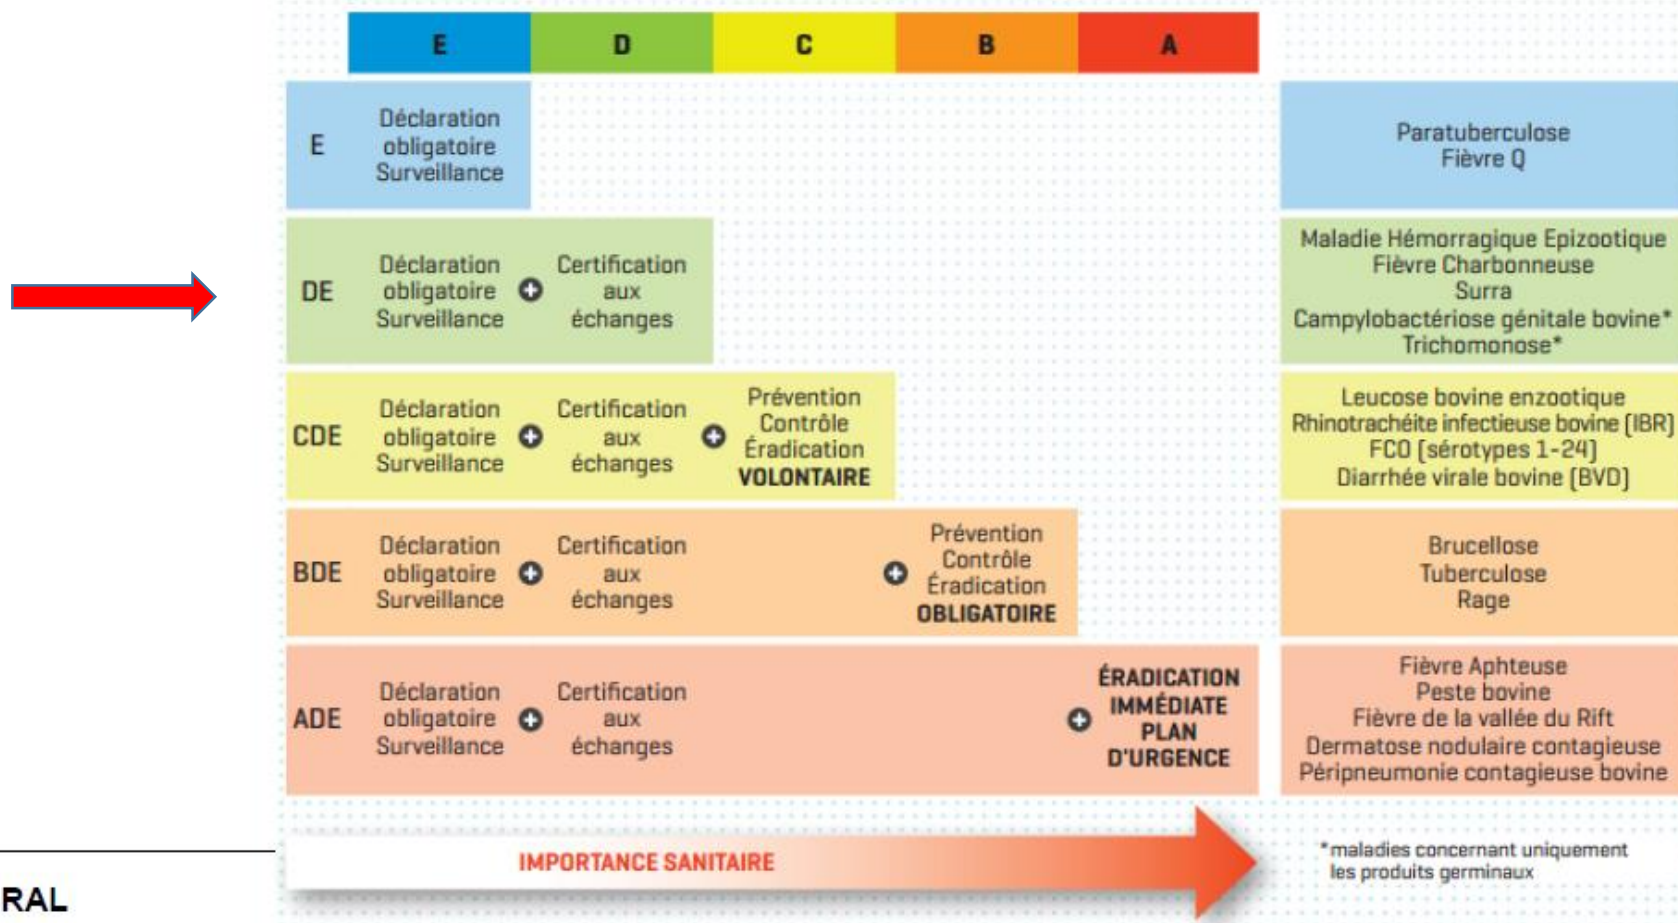 E D C B A
E
Déclaration
obligatoire
Surveillance
Paratuberculose
Fièvre Q
DE
Déclaration
obligatoire
Surveillance
+
Certification
aux
échanges
Maladie Hémorragique Epizootique
Fièvre Charbonneuse
Surra
Campylobactériose génitale bovine*
Trichomonose*
CDE
Déclaration
obligatoire
Surveillance
+
Certification
aux
échanges
+
Prévention
Contrôle
Éradication
VOLONTAIRE
Leucose bovine enzootique
Rhinotrachéite infectieuse bovine (IBR)
FCO (sérotypes 1-24)
Diarrhée virale bovine (BVD)
BDE
Déclaration
obligatoire
Surveillance
+
Certification
aux
échanges
+
Prévention
Contrôle
Éradication
OBLIGATOIRE
Brucellose
Tuberculose
Rage
ADE
Déclaration
obligatoire
Surveillance
+
Certification
aux
échanges
+
ÉRADICATION
IMMÉDIATE
PLAN
D'URGENCE
Fièvre Aphteuse
Peste bovine
Fièvre de la vallée du Rift
Dermatose nodulaire contagieuse
Péripneumonie contagieuse bovine
IMPORTANCE SANITAIRE
*maladies concernant uniquement
les produits germinaux
RAL